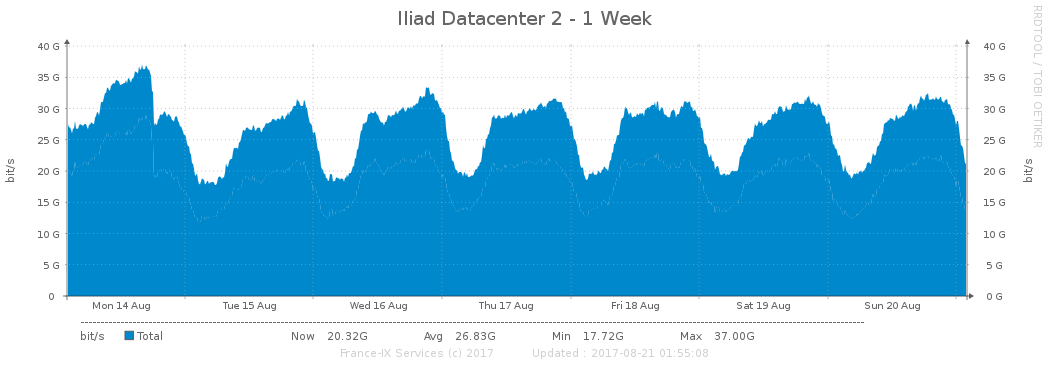 Iliad Datacenter 2 - 1 Week
RRDTOOL / TOBI OETIKER
40 G 40 G
35 G 35 G
30 G 30 G
25 G 25 G
20 G 20 G
15 G 15 G
10 G 10 G
5 G 5 G
0 0 G
bit/s bit/s
Mon 14 Aug Tue 15 Aug Wed 16 Aug Thu 17 Aug Fri 18 Aug Sat 19 Aug Sun 20 Aug
bit/s Total Now 20.32G Avg 26.83G Min 17.72G Max 37.00G
France-IX Services (c) 2017 Updated : 2017-08-21 01:55:08